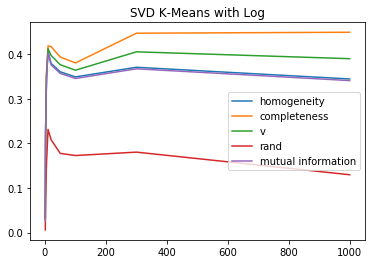 SVD K-Means with Log
0.4
0.3
0.2
0.1
0.0
homogeneity
completeness
v
rand
mutual information
0 200 400 600 800 1000